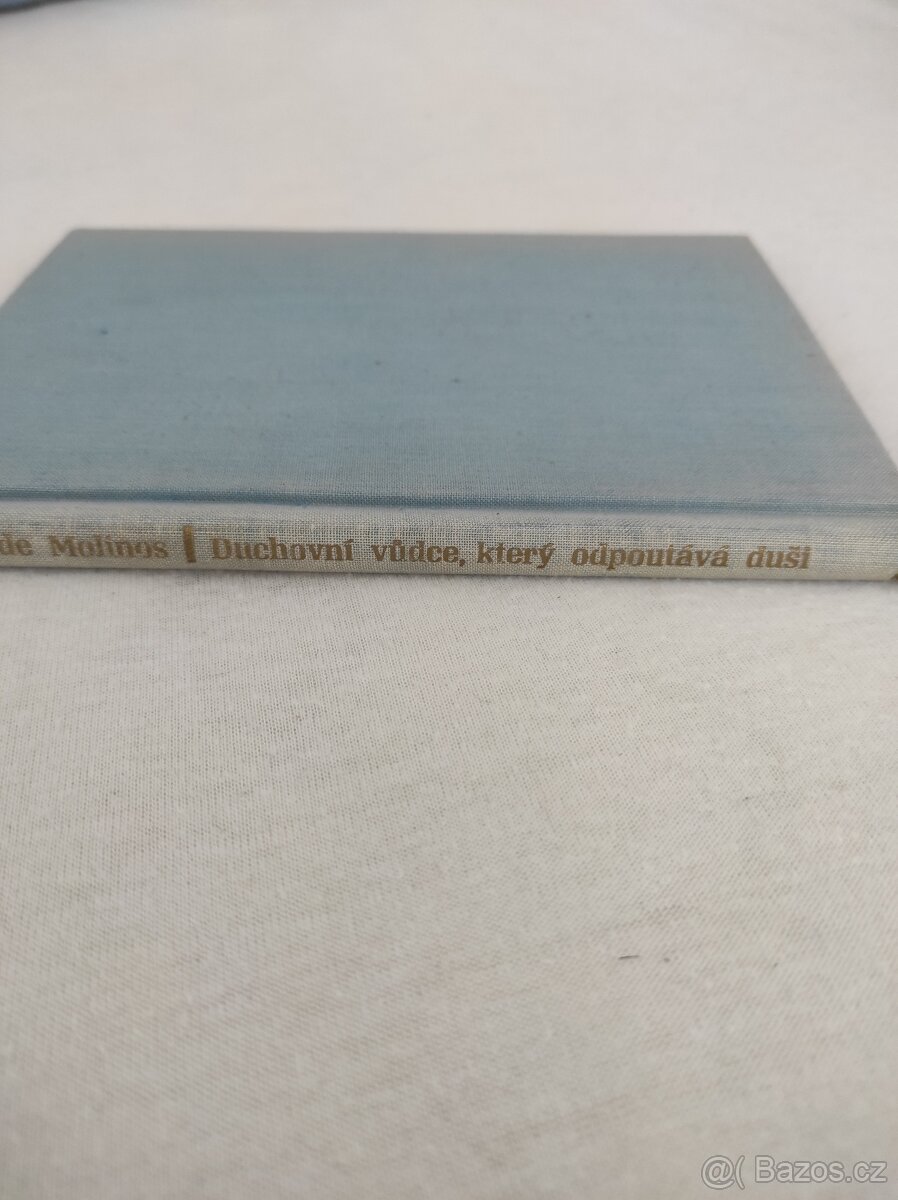 de Molinos | Duchovní vůdce, který odpoutává duši
@( Bazos.cz